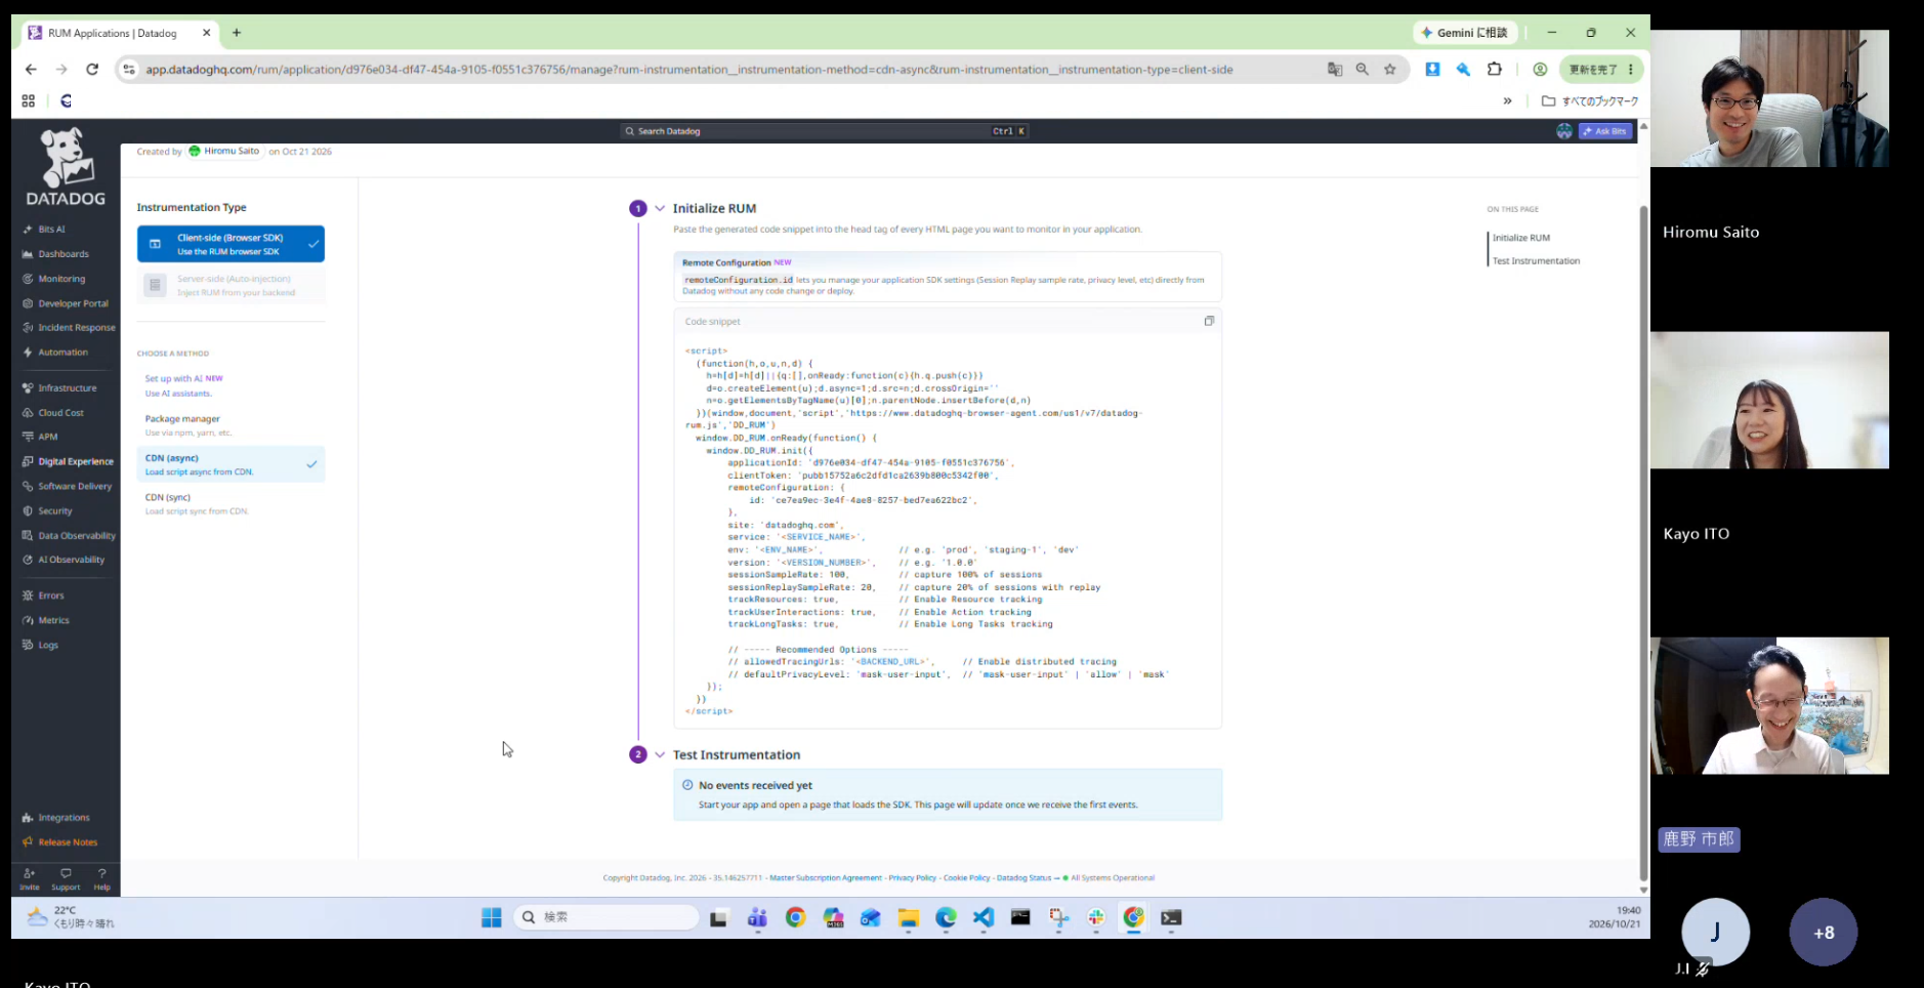 RUM Applications | Datadog
Gemini に相談
app.datadoghq.com/rum/application/d976e034-df47-454a-9105-f0551c376756/manage?rum-instrumentation__instrumentation-method=cdn-async&rum-instrumentation__instrumentation-type=client-side
更新を完了
すべてのブックマーク
Search Datadog
Ctrl K
Ask Bits
DATADOG
Bits AI
Dashboards
Monitoring
Developer Portal
Incident Response
Automation
Infrastructure
Cloud Cost
APM
Digital Experience
Software Delivery
Security
Data Observability
AI Observability
Errors
Metrics
Logs
Integrations
Release Notes
Invite
Support
Help
Created by Hiromu Saito on Oct 21 2026
Instrumentation Type
Client-side (Browser SDK)
Use the RUM browser SDK
Server-side (Auto-injection)
Inject RUM from your backend
CHOOSE A METHOD
Set up with AI NEW
Use AI assistants.
Package manager
Use via npm, yarn, etc.
CDN (async)
Load script async from CDN.
CDN (sync)
Load script sync from CDN.
1 Initialize RUM
Paste the generated code snippet into the head tag of every HTML page you want to monitor in your application.
Remote Configuration NEW
remoteConfiguration.id lets you manage your application SDK settings (Session Replay sample rate, privacy level, etc) directly from
Datadog without any code change or deploy.
Code snippet
<script>
(function(h,o,u,n,d) {
h=h[d]=h[d]||{q:[],onReady:function(c){h.q.push(c)}}
d=o.createElement(u);d.async=1;d.src=n;d.crossOrigin=''
n=o.getElementsByTagName(u)[0];n.parentNode.insertBefore(d,n)
})(window,document,'script','https://www.datadoghq-browser-agent.com/us1/v7/datadog-
rum.js','DD_RUM')
window.DD_RUM.onReady(function() {
window.DD_RUM.init({
applicationId: 'd976e034-df47-454a-9105-f0551c376756',
clientToken: 'pubb15752a6c2dfd1ca2639b800c5342f00',
remoteConfiguration: {
id: 'ce7ea9ec-3e4f-4ae8-8257-bed7ea622bc2',
},
site: 'datadoghq.com',
service: '<SERVICE_NAME>',
env: '<ENV_NAME>', // e.g. 'prod', 'staging-1', 'dev'
version: '<VERSION_NUMBER>', // e.g. '1.0.0'
sessionSampleRate: 100, // capture 100% of sessions
sessionReplaySampleRate: 20, // capture 20% of sessions with replay
trackResources: true, // Enable Resource tracking
trackUserInteractions: true, // Enable Action tracking
trackLongTasks: true, // Enable Long Tasks tracking
// ----- Recommended Options -----
// allowedTracingUrls: '<BACKEND_URL>', // Enable distributed tracing
// defaultPrivacyLevel: 'mask-user-input', // 'mask-user-input' | 'allow' | 'mask'
});
})
</script>
2 Test Instrumentation
No events received yet
Start your app and open a page that loads the SDK. This page will update once we receive the first events.
ON THIS PAGE
Initialize RUM
Test Instrumentation
Copyright Datadog, Inc. 2026 - 35.146257711 - Master Subscription Agreement - Privacy Policy - Cookie Policy - Datadog Status → All Systems Operational
22°C
くもり時々晴れ
検索
19:40
2026/10/21
Hiromu Saito
Kayo ITO
鹿野 市郎
J
+8
J.I
Kayo ITO